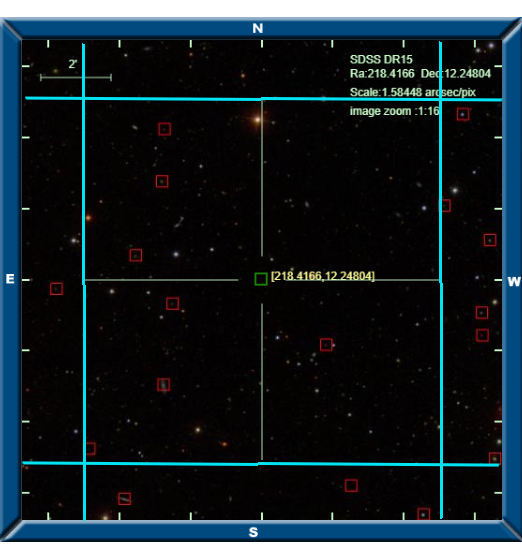 N
2'
SDSS DR15
Ra:218.4166 Dec:12.24804
Scale:1.58448 arcsec/pix
image zoom :1:16
E
[218.4166,12.24804]
W
S